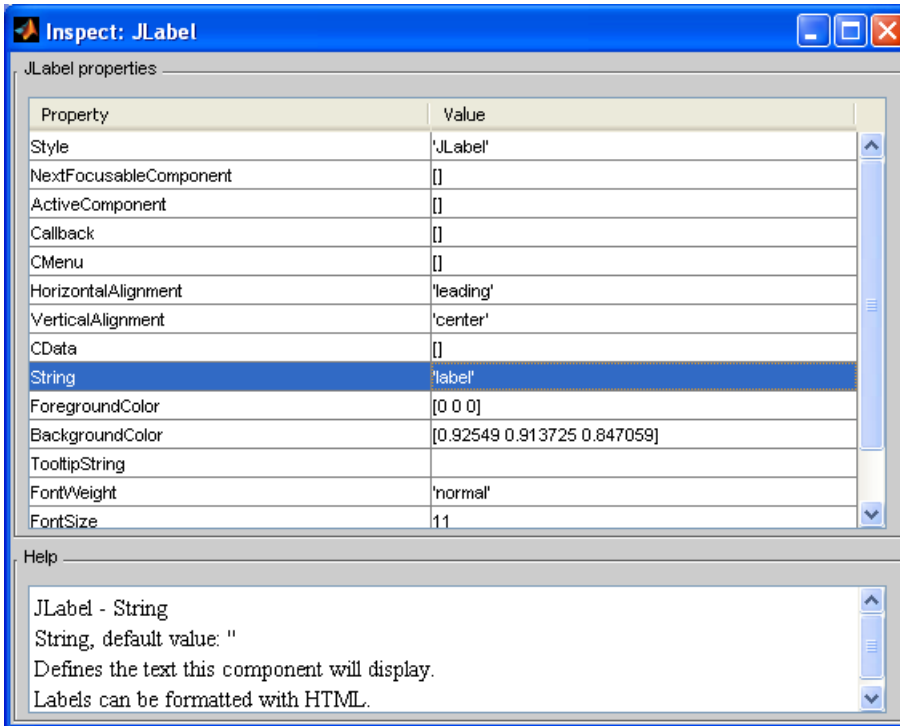 Inspect: JLabel
JLabel properties
Property Value
Style 'JLabel'
NextFocusableComponent []
ActiveComponent []
Callback []
CMenu []
HorizontalAlignment 'leading'
VerticalAlignment 'center'
CData []
String 'label'
ForegroundColor [0 0 0]
BackgroundColor [0.92549 0.913725 0.847059]
TooltipString
FontWeight 'normal'
FontSize 11
Help
JLabel - String
String, default value: ''
Defines the text this component will display.
Labels can be formatted with HTML.